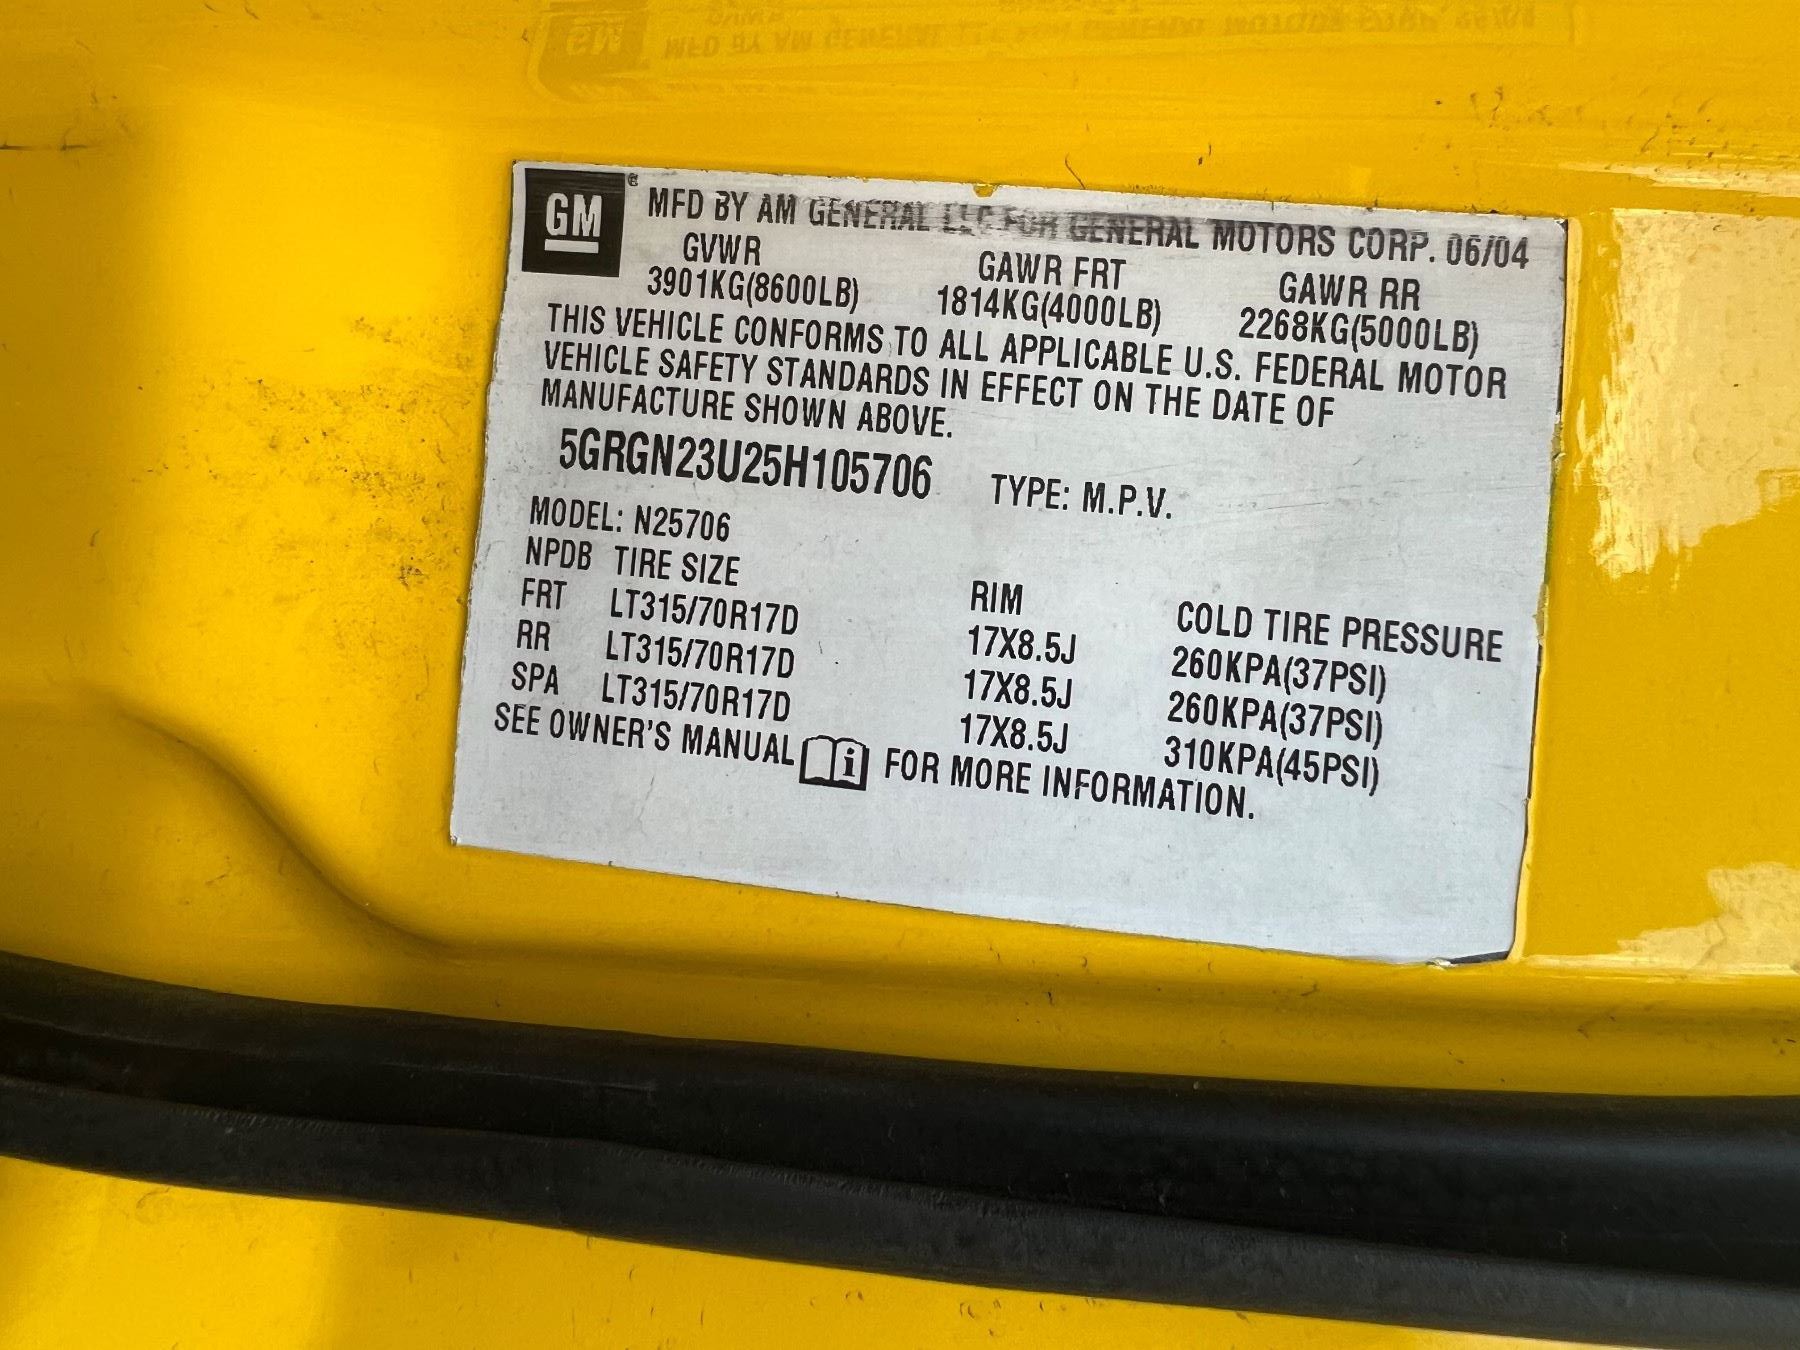 GM
MFD BY AM GENERAL LLC FOR GENERAL MOTORS CORP. 06/04
GVWR GAWR FRT GAWR RR
3901KG(8600LB) 1814KG(4000LB) 2268KG(5000LB)
THIS VEHICLE CONFORMS TO ALL APPLICABLE U.S. FEDERAL MOTOR
VEHICLE SAFETY STANDARDS IN EFFECT ON THE DATE OF
MANUFACTURE SHOWN ABOVE.
5GRGN23U25H105706 TYPE: M.P.V.
MODEL: N25706
NPDB TIRE SIZE RIM COLD TIRE PRESSURE
FRT LT315/70R17D 17X8.5J 260KPA(37PSI)
RR LT315/70R17D 17X8.5J 260KPA(37PSI)
SPA LT315/70R17D 17X8.5J 310KPA(45PSI)
SEE OWNER'S MANUAL i FOR MORE INFORMATION.